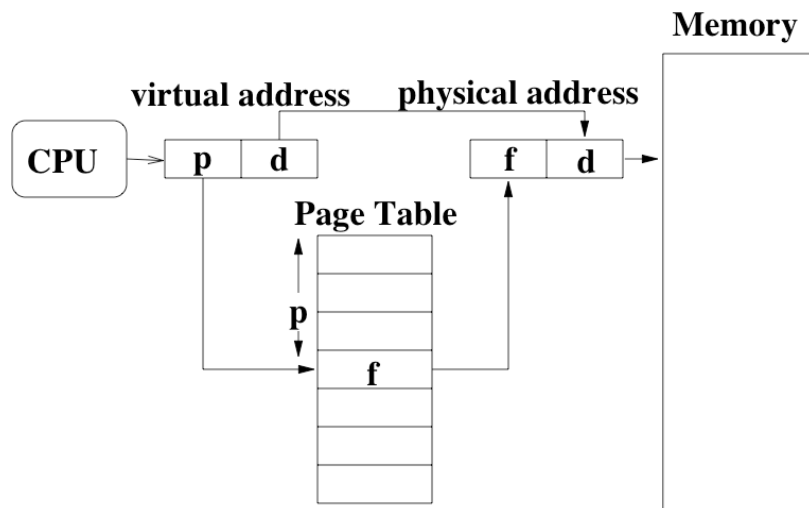 Memory
virtual address
physical address
CPU
p
d
f
d
Page Table
p
f